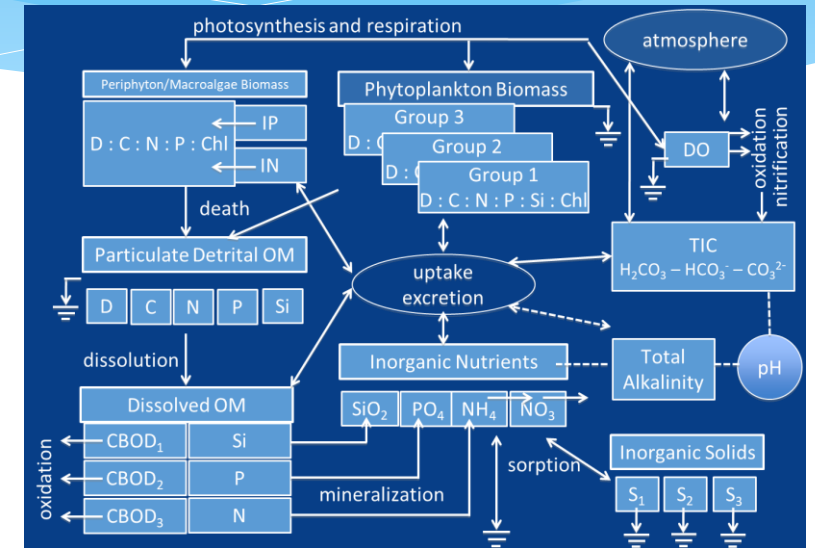 photosynthesis and respiration
atmosphere
Periphyton/Macroalgae Biomass
Phytoplankton Biomass
IP
D : C : N : P : Chl
IN
Group 3
D : C
Group 2
D : C
Group 1
D : C : N : P : Si : Chl
DO
oxidation
nitrification
death
Particulate Detrital OM
D C N P Si
uptake
excretion
TIC
H₂CO₃ – HCO₃⁻ – CO₃²⁻
dissolution
Inorganic Nutrients
Total
Alkalinity
pH
Dissolved OM
SiO₂ PO₄ NH₄ NO₃
oxidation
CBOD₁ Si
CBOD₂ P
CBOD₃ N
mineralization
sorption
Inorganic Solids
S₁ S₂ S₃